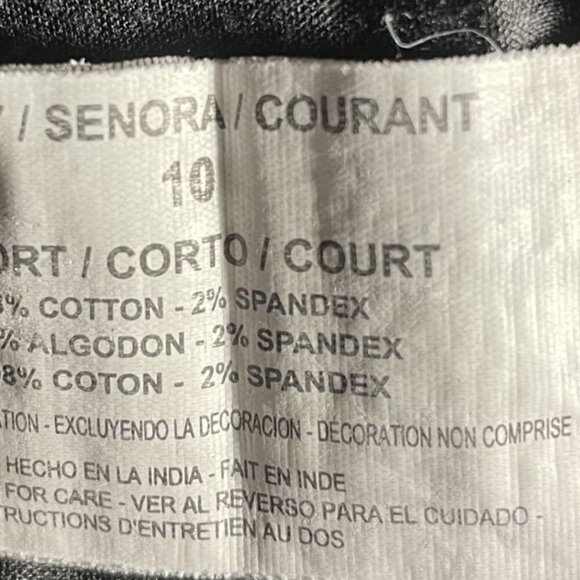 / SENORA / COURANT
10
ORT / CORTO / COURT
8% COTTON - 2% SPANDEX
% ALGODON - 2% SPANDEX
98% COTON - 2% SPANDEX
ATION - EXCLUYENDO LA DECORACION - DECORATION NON COMPRISE
HECHO EN LA INDIA - FAIT EN INDE
FOR CARE - VER AL REVERSO PARA EL CUIDADO -
TRUCTIONS D'ENTRETIEN AU DOS